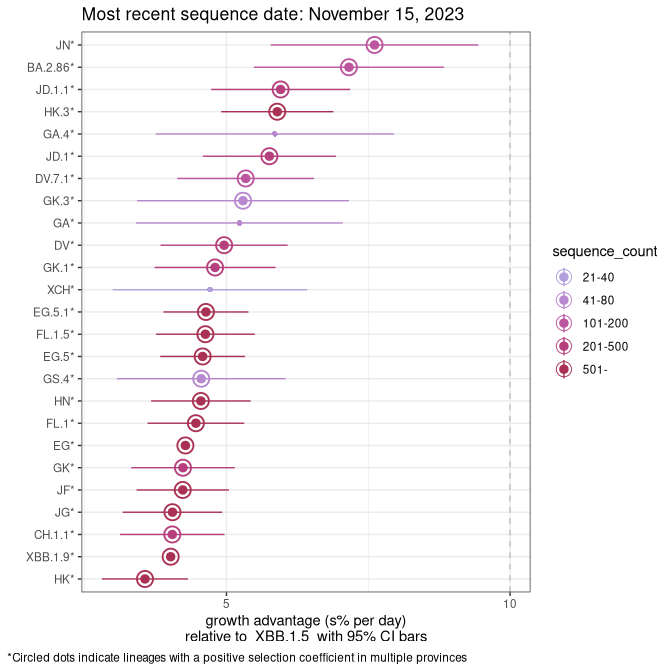 Most recent sequence date: November 15, 2023
JN*
BA.2.86*
JD.1.1*
HK.3*
GA.4*
JD.1*
DV.7.1*
GK.3*
GA*
DV*
GK.1*
XCH*
EG.5.1*
FL.1.5*
EG.5*
GS.4*
HN*
FL.1*
EG*
GK*
JF*
JG*
CH.1.1*
XBB.1.9*
HK*
5
10
growth advantage (s% per day)
relative to XBB.1.5 with 95% CI bars
sequence_count
21-40
41-80
101-200
201-500
501-
*Circled dots indicate lineages with a positive selection coefficient in multiple provinces